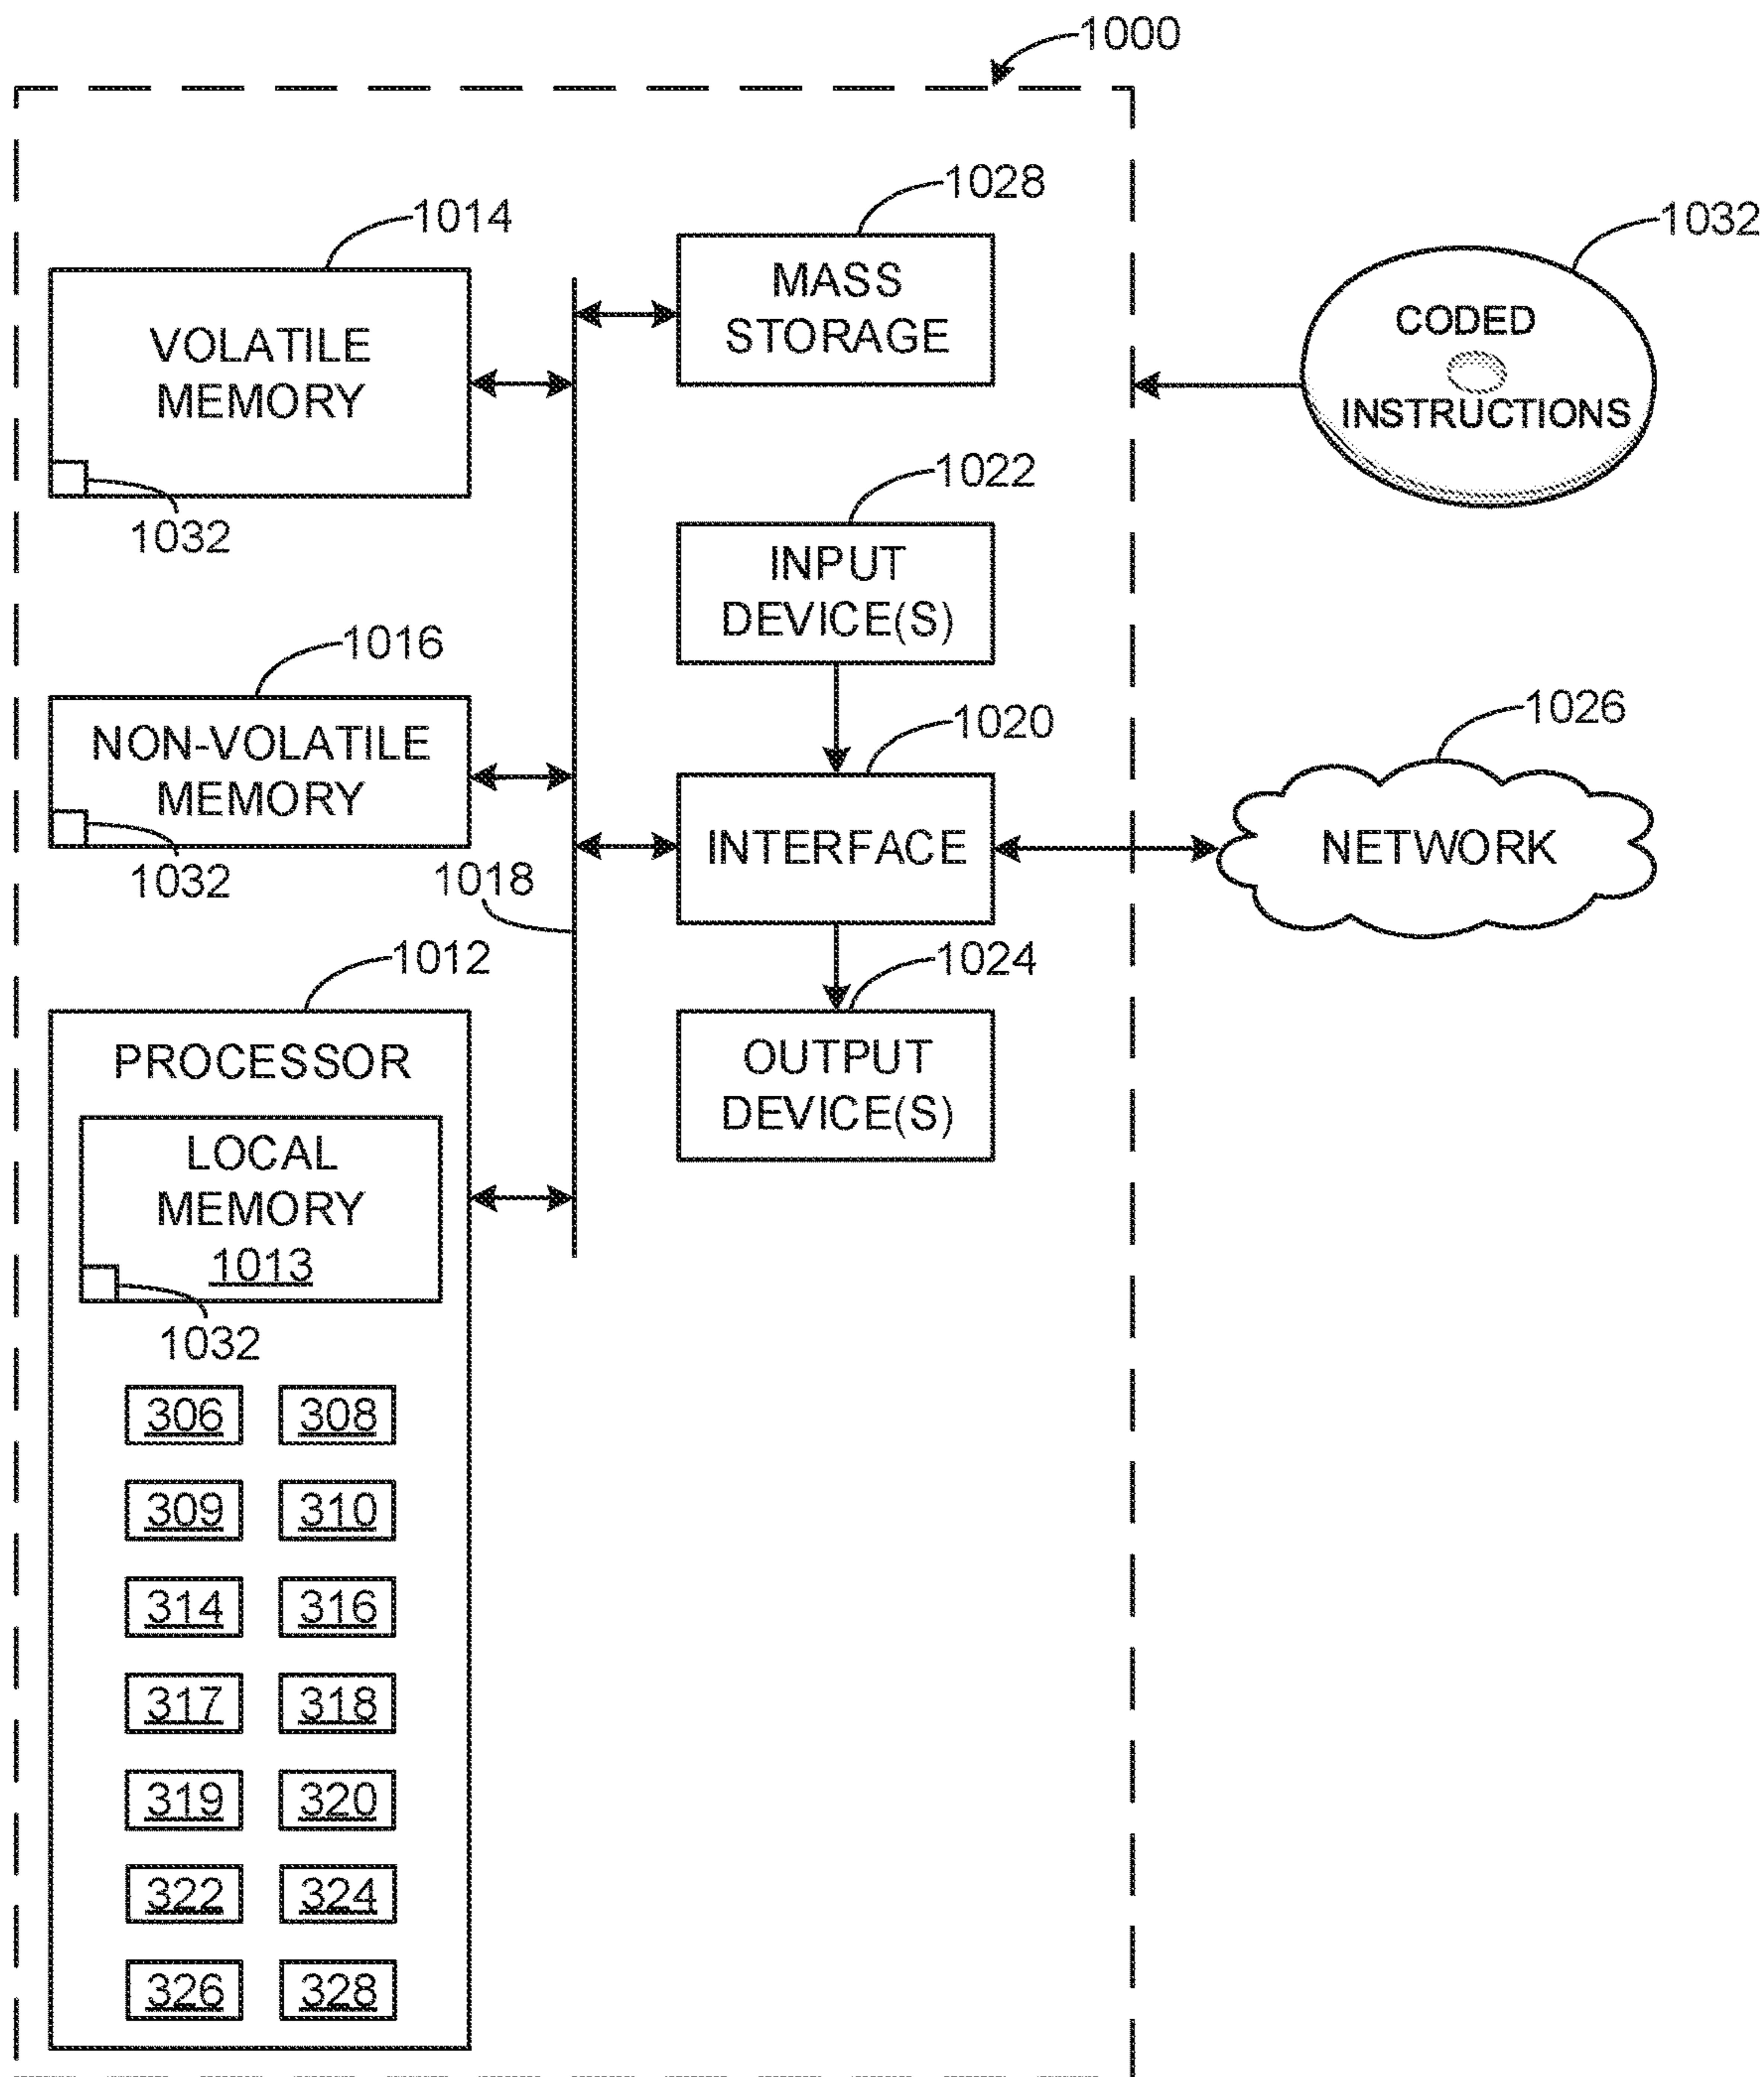 1000
1028
1014
1032
MASS
STORAGE
VOLATILE
MEMORY
CODED
INSTRUCTIONS
1032
1022
INPUT
DEVICE(S)
1016
NON-VOLATILE
MEMORY
1032
1020
INTERFACE
1026
NETWORK
1018
1012
1024
OUTPUT
DEVICE(S)
PROCESSOR
LOCAL
MEMORY
1013
1032
306 308
309 310
314 316
317 318
319 320
322 324
326 328